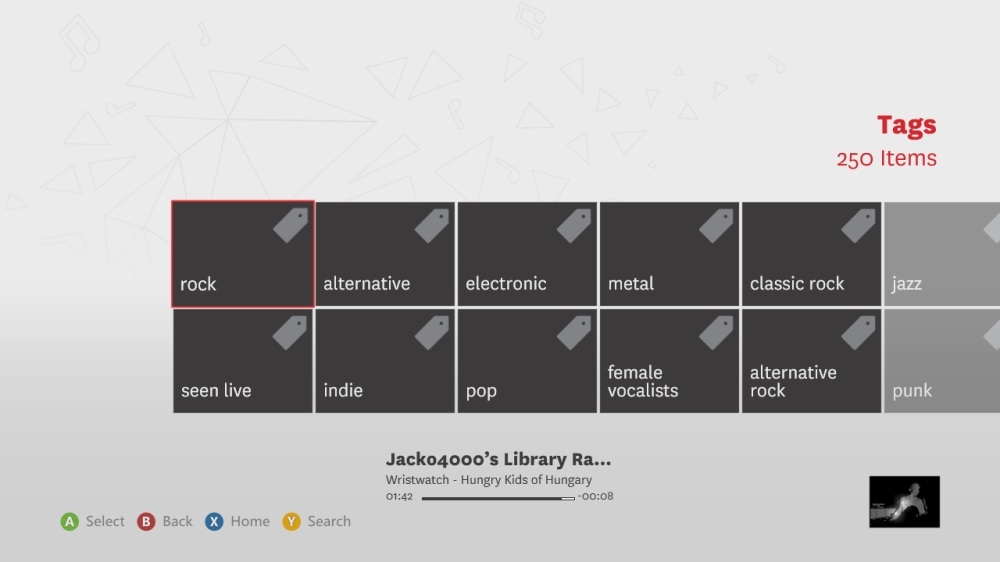 Tags
250 Items
rock
alternative
electronic
metal
classic rock
jazz
seen live
indie
pop
female
vocalists
alternative
rock
punk
Jack04000's Library Ra...
Wristwatch - Hungry Kids of Hungary
01:42 -00:08
A Select B Back X Home Y Search